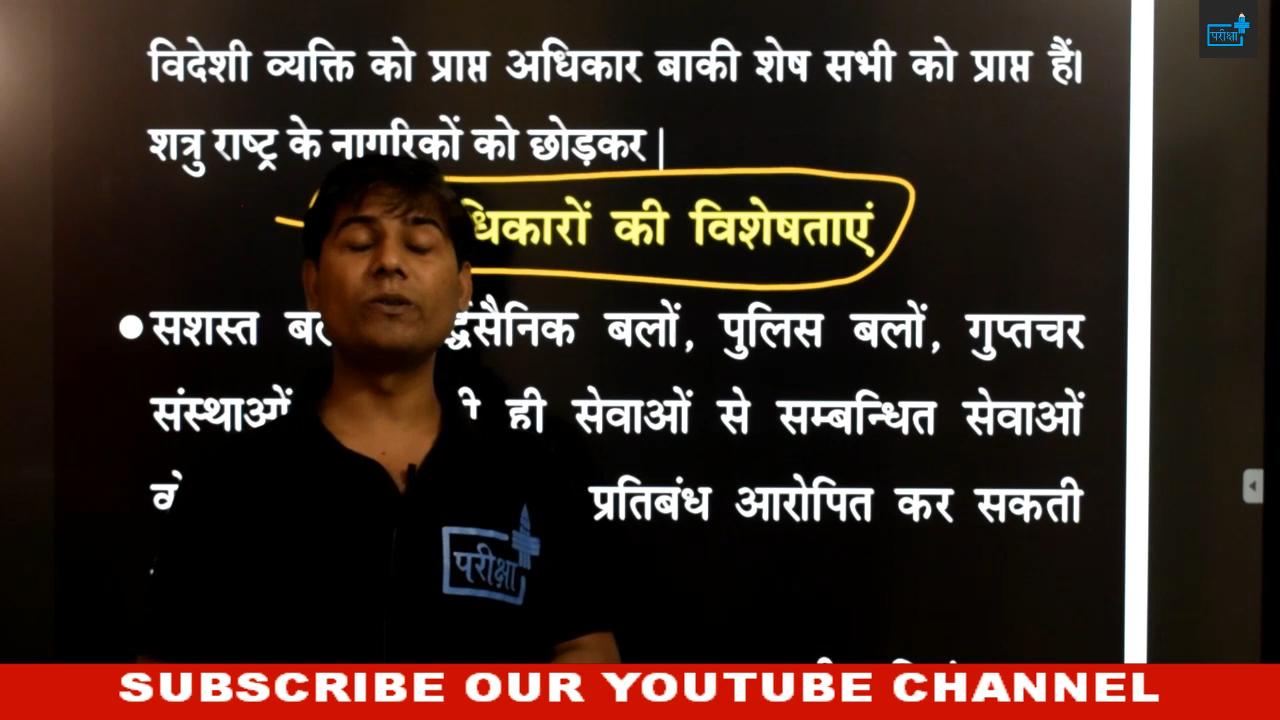 परीक्षा
विदेशी व्यक्ति को प्राप्त अधिकार बाकी शेष सभी को प्राप्त हैं।
शत्रु राष्ट्र के नागरिकों को छोड़कर |
की विशेषताएं
सशस्त बलों, पुलिस बलों, गुप्तचर
संस्थाओं ही सेवाओं से सम्बन्धित सेवाओं
प्रतिबंध आरोपित कर सकती
परीक्षा
SUBSCRIBE OUR YOUTUBE CHANNEL